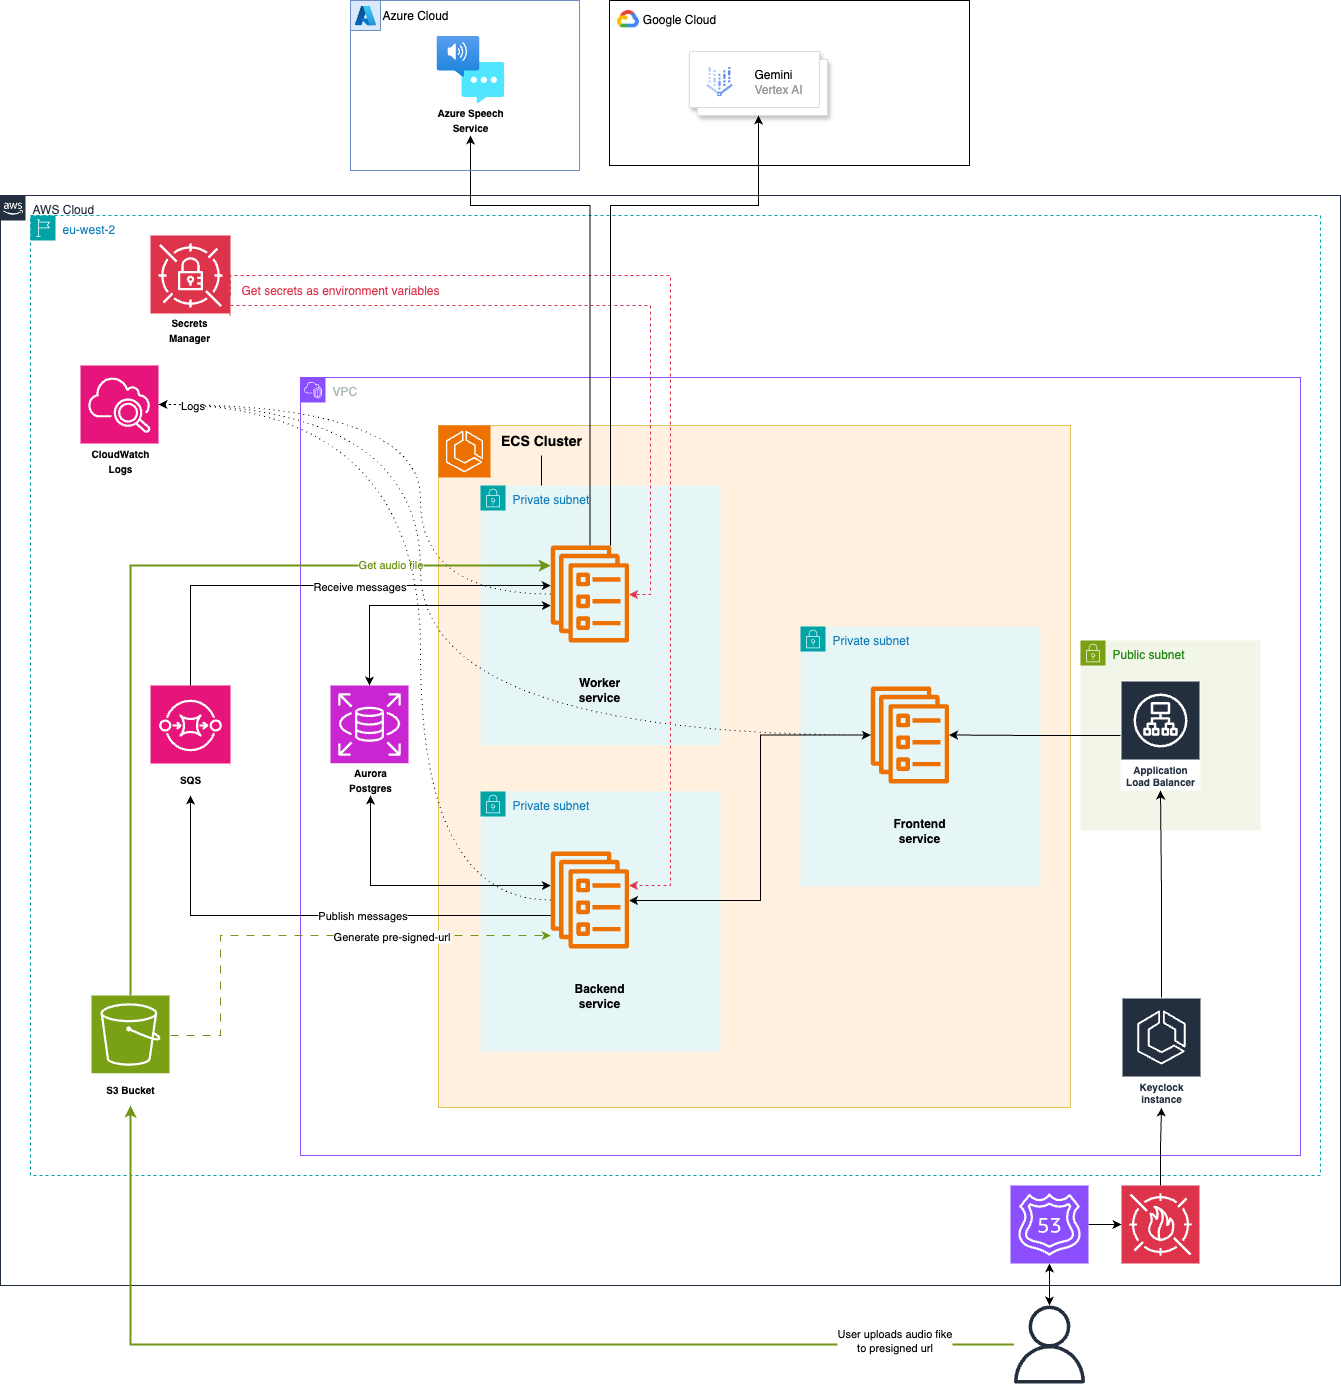 Azure Cloud
Azure Speech
Service
Google Cloud
Gemini
Vertex AI
aws
AWS Cloud
eu-west-2
Secrets
Manager
Get secrets as environment variables
CloudWatch
Logs
Logs
VPC
ECS Cluster
Private subnet
Get audio file
Receive messages
Worker
service
SQS
Aurora
Postgres
Private subnet
Frontend
service
Public subnet
Application
Load Balancer
Private subnet
Publish messages
Generate pre-signed-url
Backend
service
S3 Bucket
Keyclock
instance
53
User uploads audio fike
to presigned url